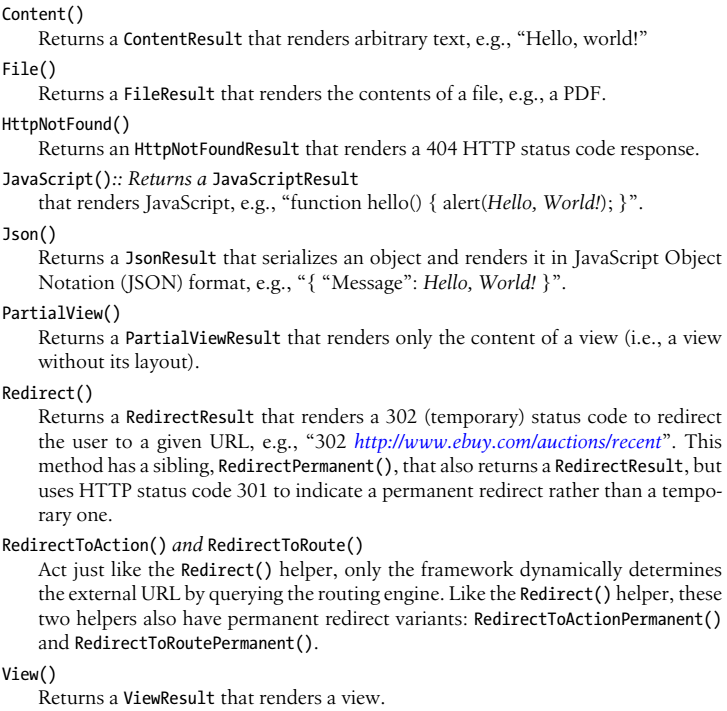 Content()
Returns a ContentResult that renders arbitrary text, e.g., “Hello, world!”
File()
Returns a FileResult that renders the contents of a file, e.g., a PDF.
HttpNotFound()
Returns an HttpNotFoundResult that renders a 404 HTTP status code response.
JavaScript():: Returns a JavaScriptResult
that renders JavaScript, e.g., “function hello() { alert(Hello, World!); }”.
Json()
Returns a JsonResult that serializes an object and renders it in JavaScript Object
Notation (JSON) format, e.g., “{ “Message”: Hello, World! }”.
PartialView()
Returns a PartialViewResult that renders only the content of a view (i.e., a view
without its layout).
Redirect()
Returns a RedirectResult that renders a 302 (temporary) status code to redirect
the user to a given URL, e.g., “302 http://www.ebuy.com/auctions/recent”. This
method has a sibling, RedirectPermanent(), that also returns a RedirectResult, but
uses HTTP status code 301 to indicate a permanent redirect rather than a tempo-
rary one.
RedirectToAction() and RedirectToRoute()
Act just like the Redirect() helper, only the framework dynamically determines
the external URL by querying the routing engine. Like the Redirect() helper, these
two helpers also have permanent redirect variants: RedirectToActionPermanent()
and RedirectToRoutePermanent().
View()
Returns a ViewResult that renders a view.